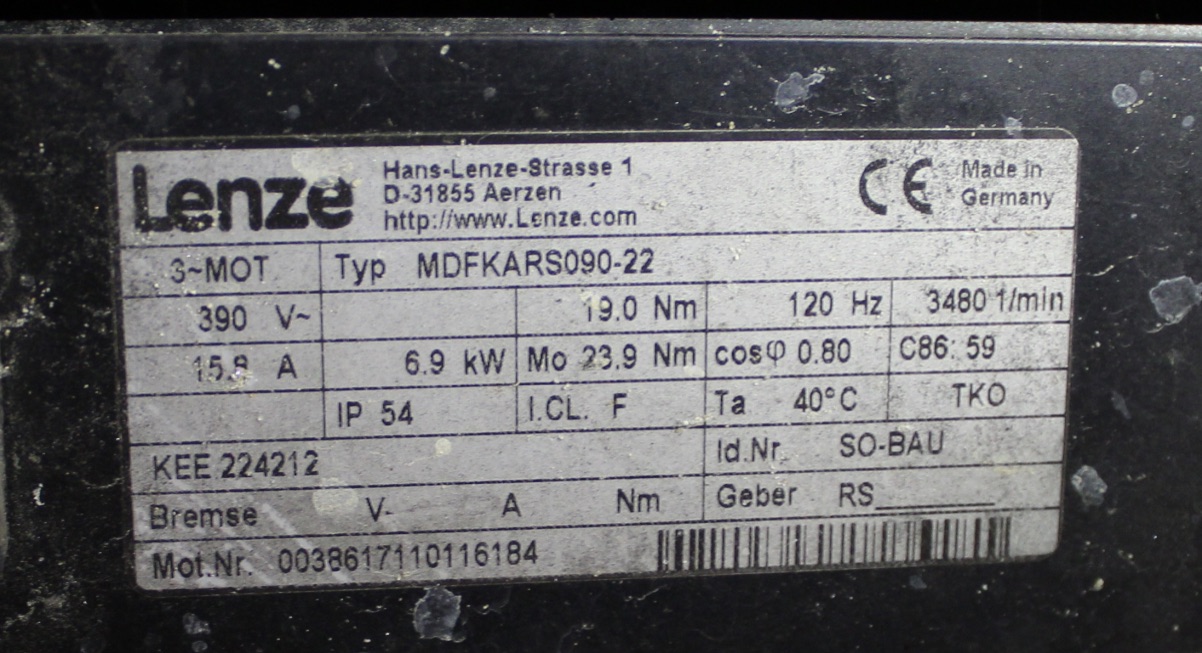 Lenze
Hans-Lenze-Strasse 1
D-31855 Aerzen
http://www.Lenze.com
CE
Made in
Germany
3~MOT Typ MDFKARS090-22
390 V~ 19.0 Nm 120 Hz 3480 1/min
15.8 A 6.9 kW Mo 23.9 Nm cosφ 0.80 C86: 59
IP 54 I.CL. F Ta 40°C TKO
KEE 224212 Id.Nr. SO-BAU
Bremse V- A Nm Geber RS_________
Mot.Nr. 0038617110116184